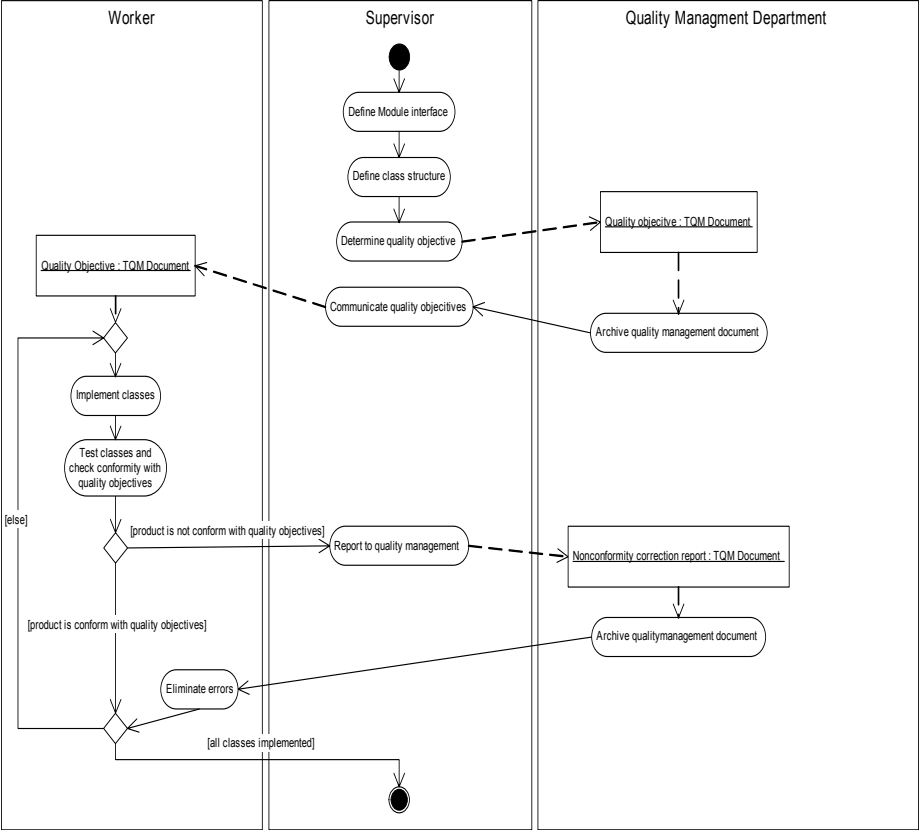 Worker
Supervisor
Quality Managment Department
Define Module interface
Define class structure
Determine quality objective
Quality objecitve : TQM Document
Quality Objective : TQM Document
Communicate quality objecitives
Archive quality management document
Implement classes
Test classes and
check conformity with
quality objectives
[else]
[product is not conform with quality objectives]
Report to quality management
Nonconformity correction report : TQM Document
[product is conform with quality objectives]
Archive qualitymanagement document
Eliminate errors
[all classes implemented]